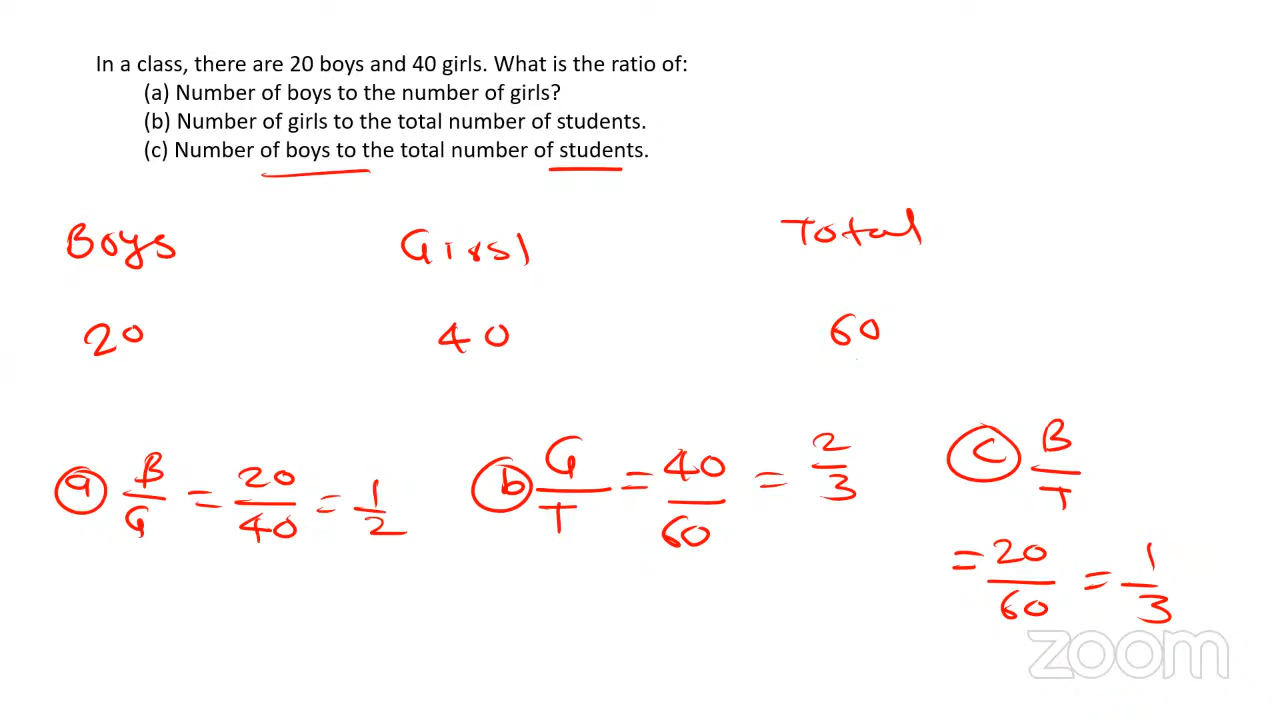 In a class, there are 20 boys and 40 girls. What is the ratio of:
(a) Number of boys to the number of girls?
(b) Number of girls to the total number of students.
(c) Number of boys to the total number of students.
Boys Girsl Total
20 40 60
a B/G = 20/40 = 1/2
b G/T = 40/60 = 2/3
c B/T
= 20/60 = 1/3
zoom